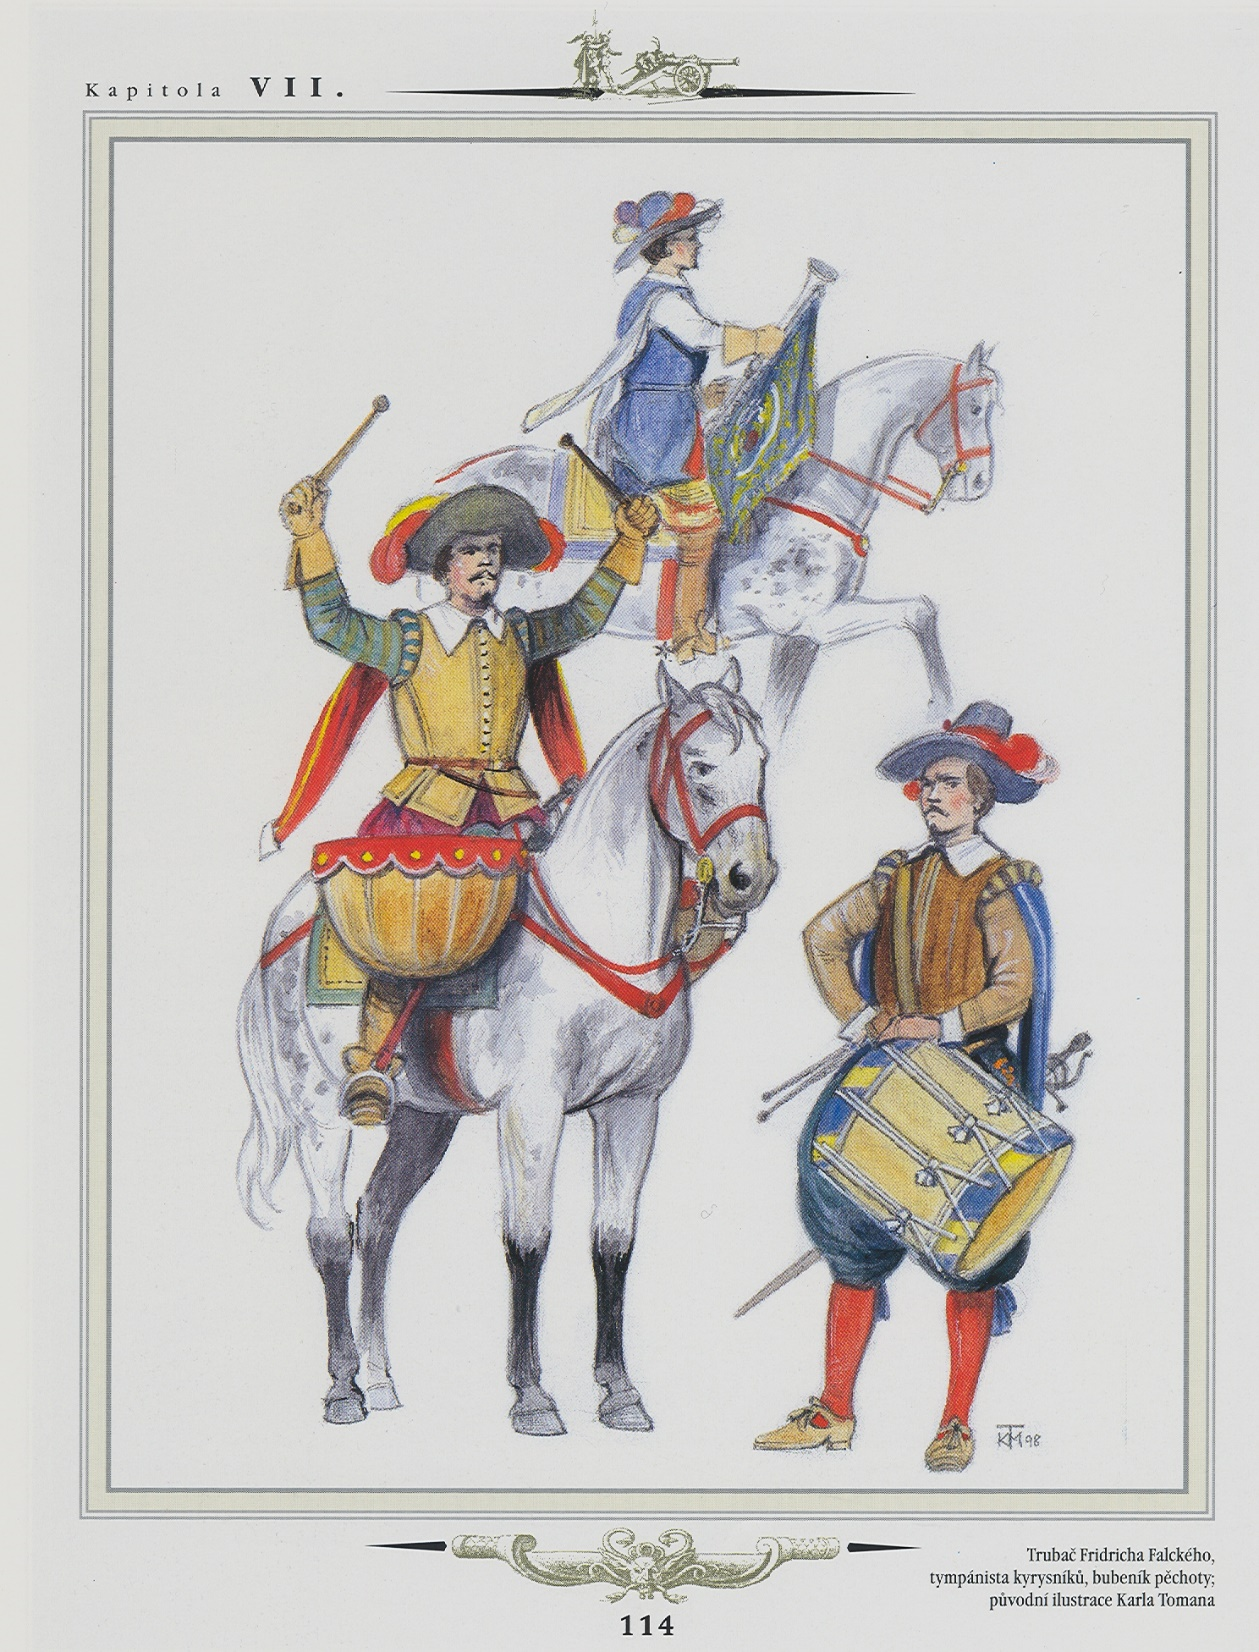 Kapitola VII.
KTM 98
Trubač Fridricha Falckého,
tympánista kyrysníků, bubeník pěchoty;
původní ilustrace Karla Tomana
114